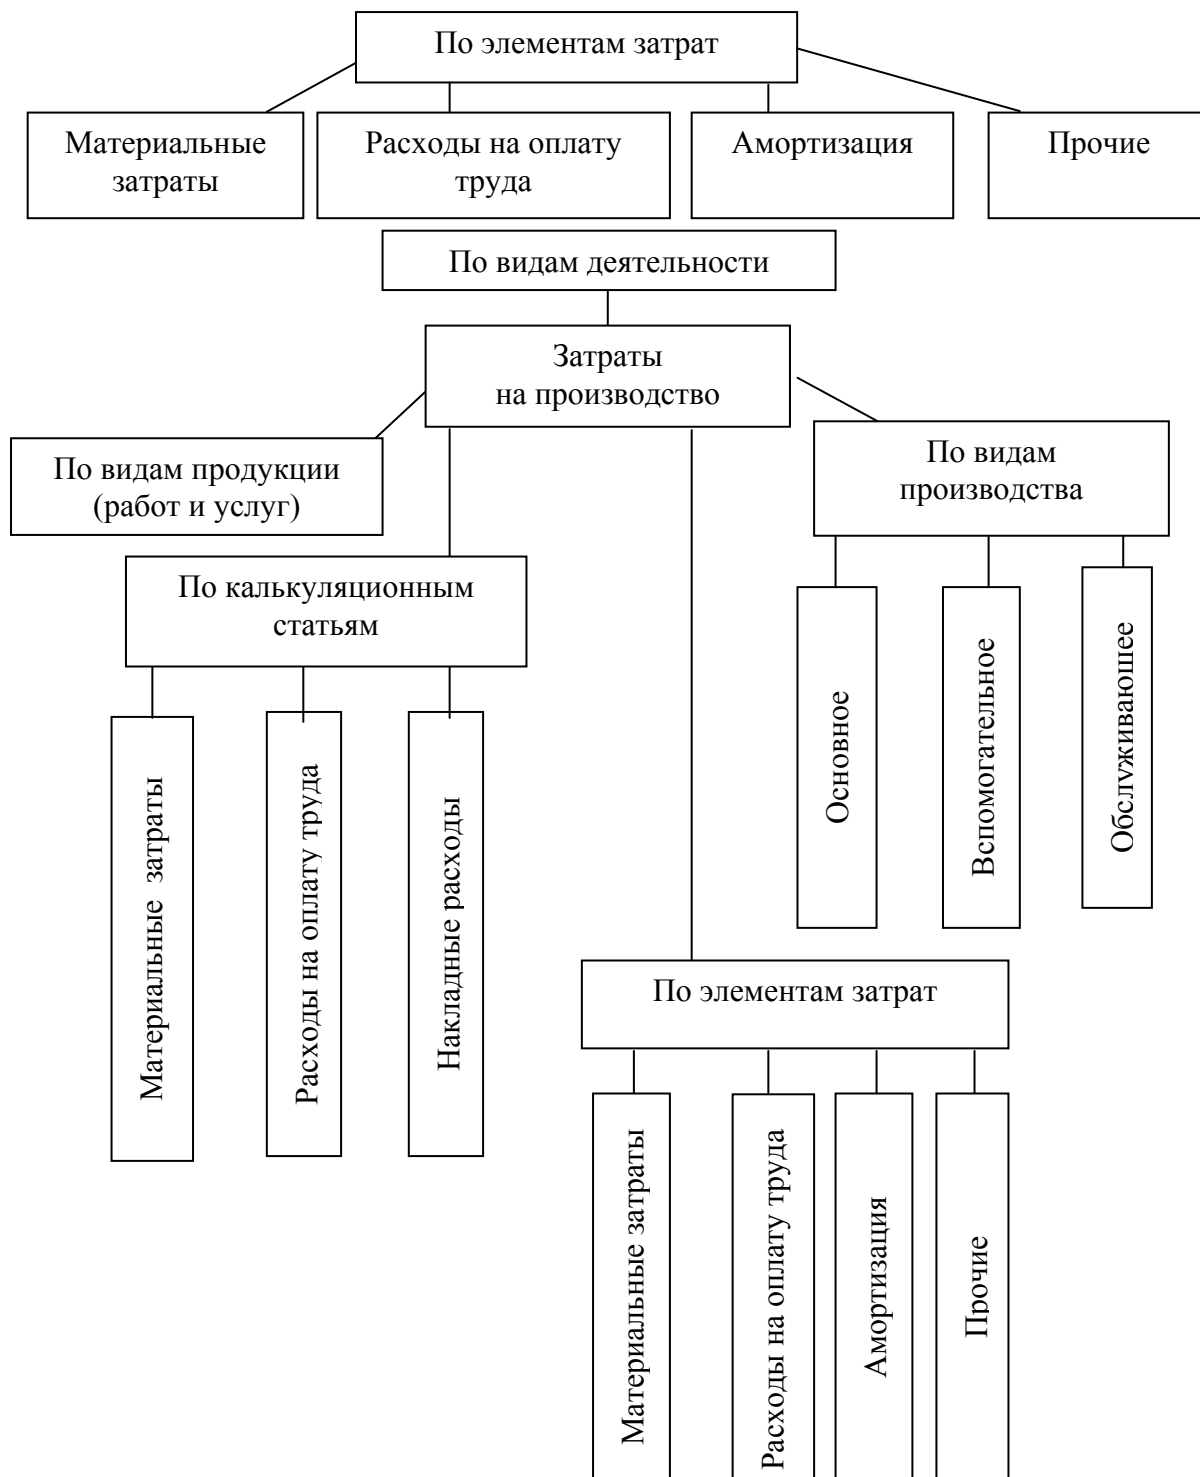 По элементам затрат
Материальные
затраты
Расходы на оплату
труда
Амортизация
Прочие
По видам деятельности
Затраты
на производство
По видам продукции
(работ и услуг)
По видам
производства
По калькуляционным
статьям
Основное
Вспомогательное
Обслуживаюшее
Материальные затраты
Расходы на оплату труда
Накладные расходы
По элементам затрат
Материальные затраты
Расходы на оплату труда
Амортизация
Прочие